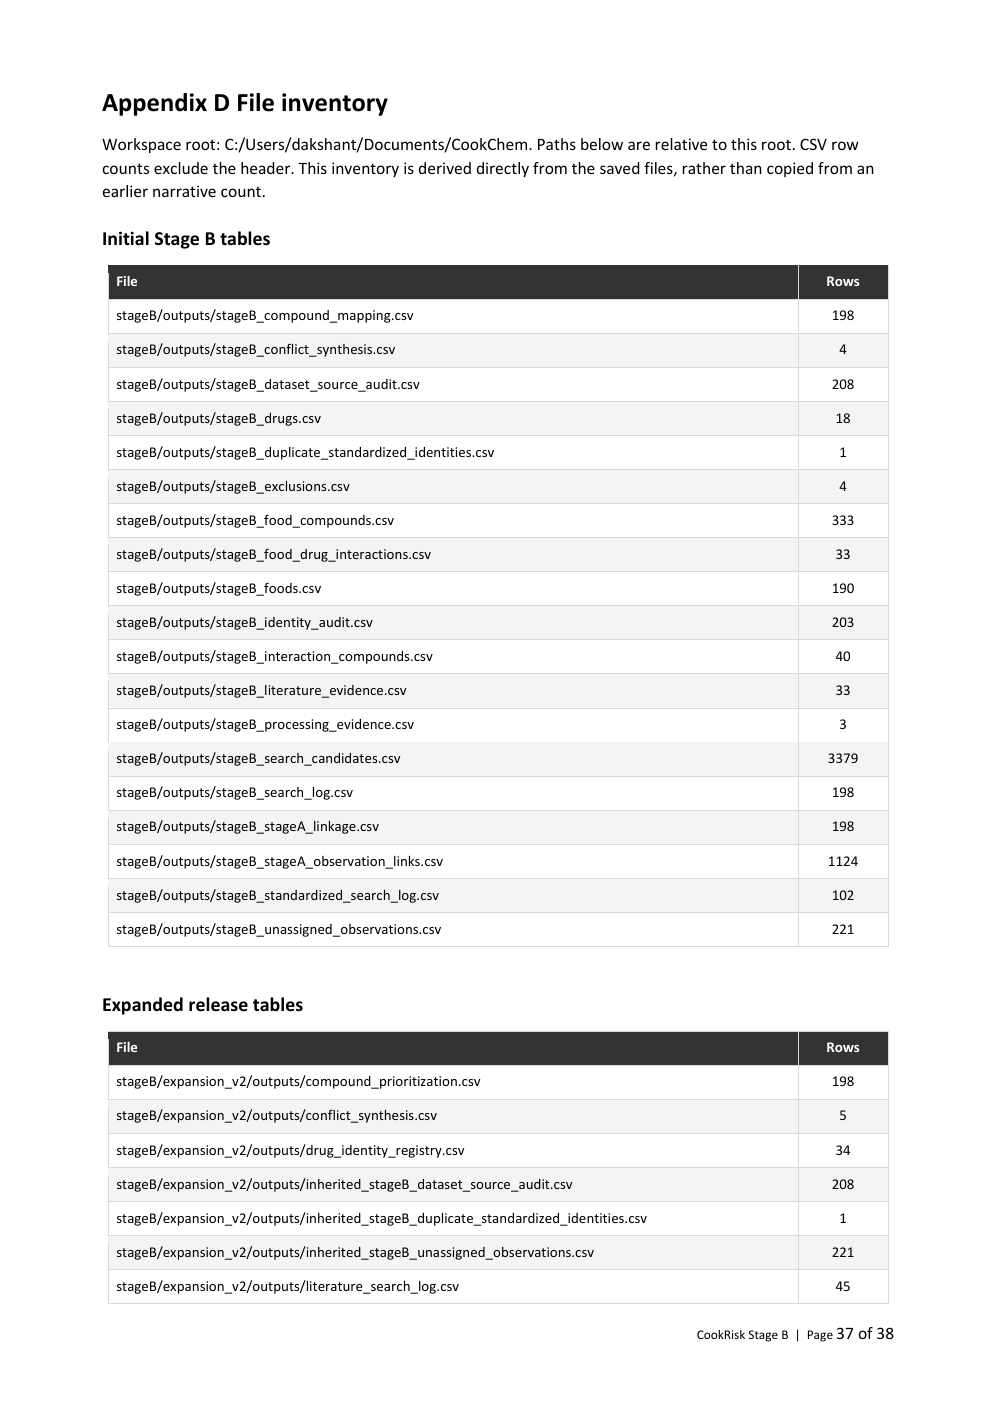 Appendix D File inventory
Workspace root: C:/Users/dakshant/Documents/CookChem. Paths below are relative to this root. CSV row
counts exclude the header. This inventory is derived directly from the saved files, rather than copied from an
earlier narrative count.
Initial Stage B tables
File Rows
stageB/outputs/stageB_compound_mapping.csv 198
stageB/outputs/stageB_conflict_synthesis.csv 4
stageB/outputs/stageB_dataset_source_audit.csv 208
stageB/outputs/stageB_drugs.csv 18
stageB/outputs/stageB_duplicate_standardized_identities.csv 1
stageB/outputs/stageB_exclusions.csv 4
stageB/outputs/stageB_food_compounds.csv 333
stageB/outputs/stageB_food_drug_interactions.csv 33
stageB/outputs/stageB_foods.csv 190
stageB/outputs/stageB_identity_audit.csv 203
stageB/outputs/stageB_interaction_compounds.csv 40
stageB/outputs/stageB_literature_evidence.csv 33
stageB/outputs/stageB_processing_evidence.csv 3
stageB/outputs/stageB_search_candidates.csv 3379
stageB/outputs/stageB_search_log.csv 198
stageB/outputs/stageB_stageA_linkage.csv 198
stageB/outputs/stageB_stageA_observation_links.csv 1124
stageB/outputs/stageB_standardized_search_log.csv 102
stageB/outputs/stageB_unassigned_observations.csv 221
Expanded release tables
File Rows
stageB/expansion_v2/outputs/compound_prioritization.csv 198
stageB/expansion_v2/outputs/conflict_synthesis.csv 5
stageB/expansion_v2/outputs/drug_identity_registry.csv 34
stageB/expansion_v2/outputs/inherited_stageB_dataset_source_audit.csv 208
stageB/expansion_v2/outputs/inherited_stageB_duplicate_standardized_identities.csv 1
stageB/expansion_v2/outputs/inherited_stageB_unassigned_observations.csv 221
stageB/expansion_v2/outputs/literature_search_log.csv 45
CookRisk Stage B | Page 37 of 38